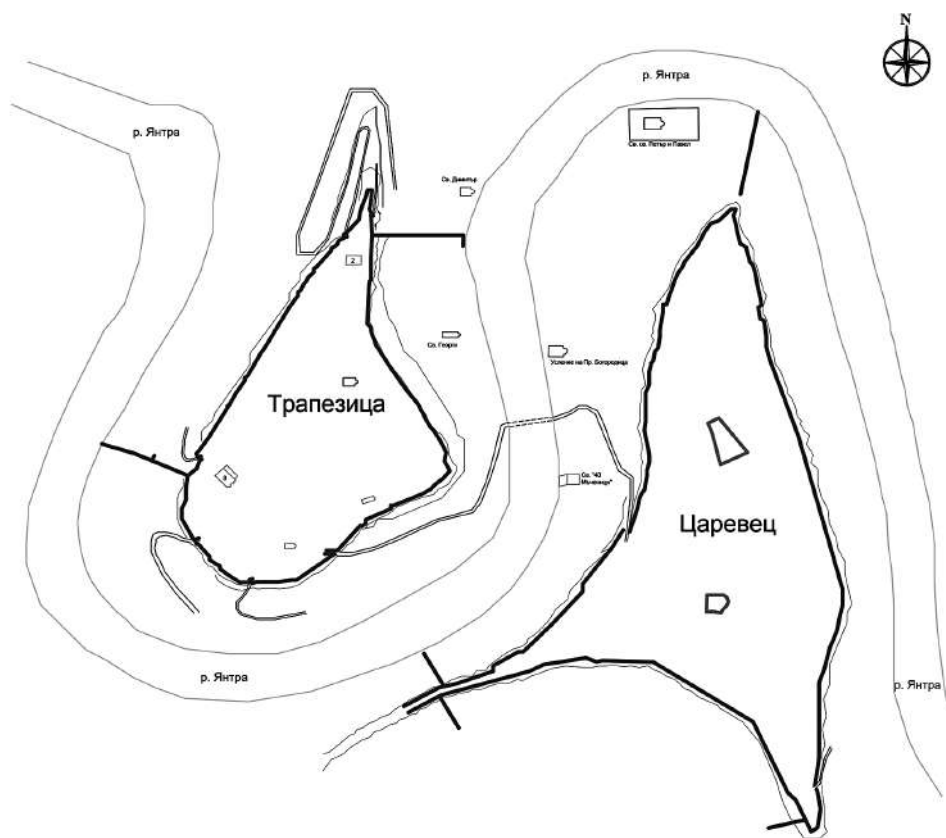 N
р. Янтра
р. Янтра
Св. св. Петър и Павел
Св. Димитър
2
Св. Георги
Успение на Пр. Богородица
Трапезица
8
Св. "40
Мъченици"
Царевец
р. Янтра
р. Янтра